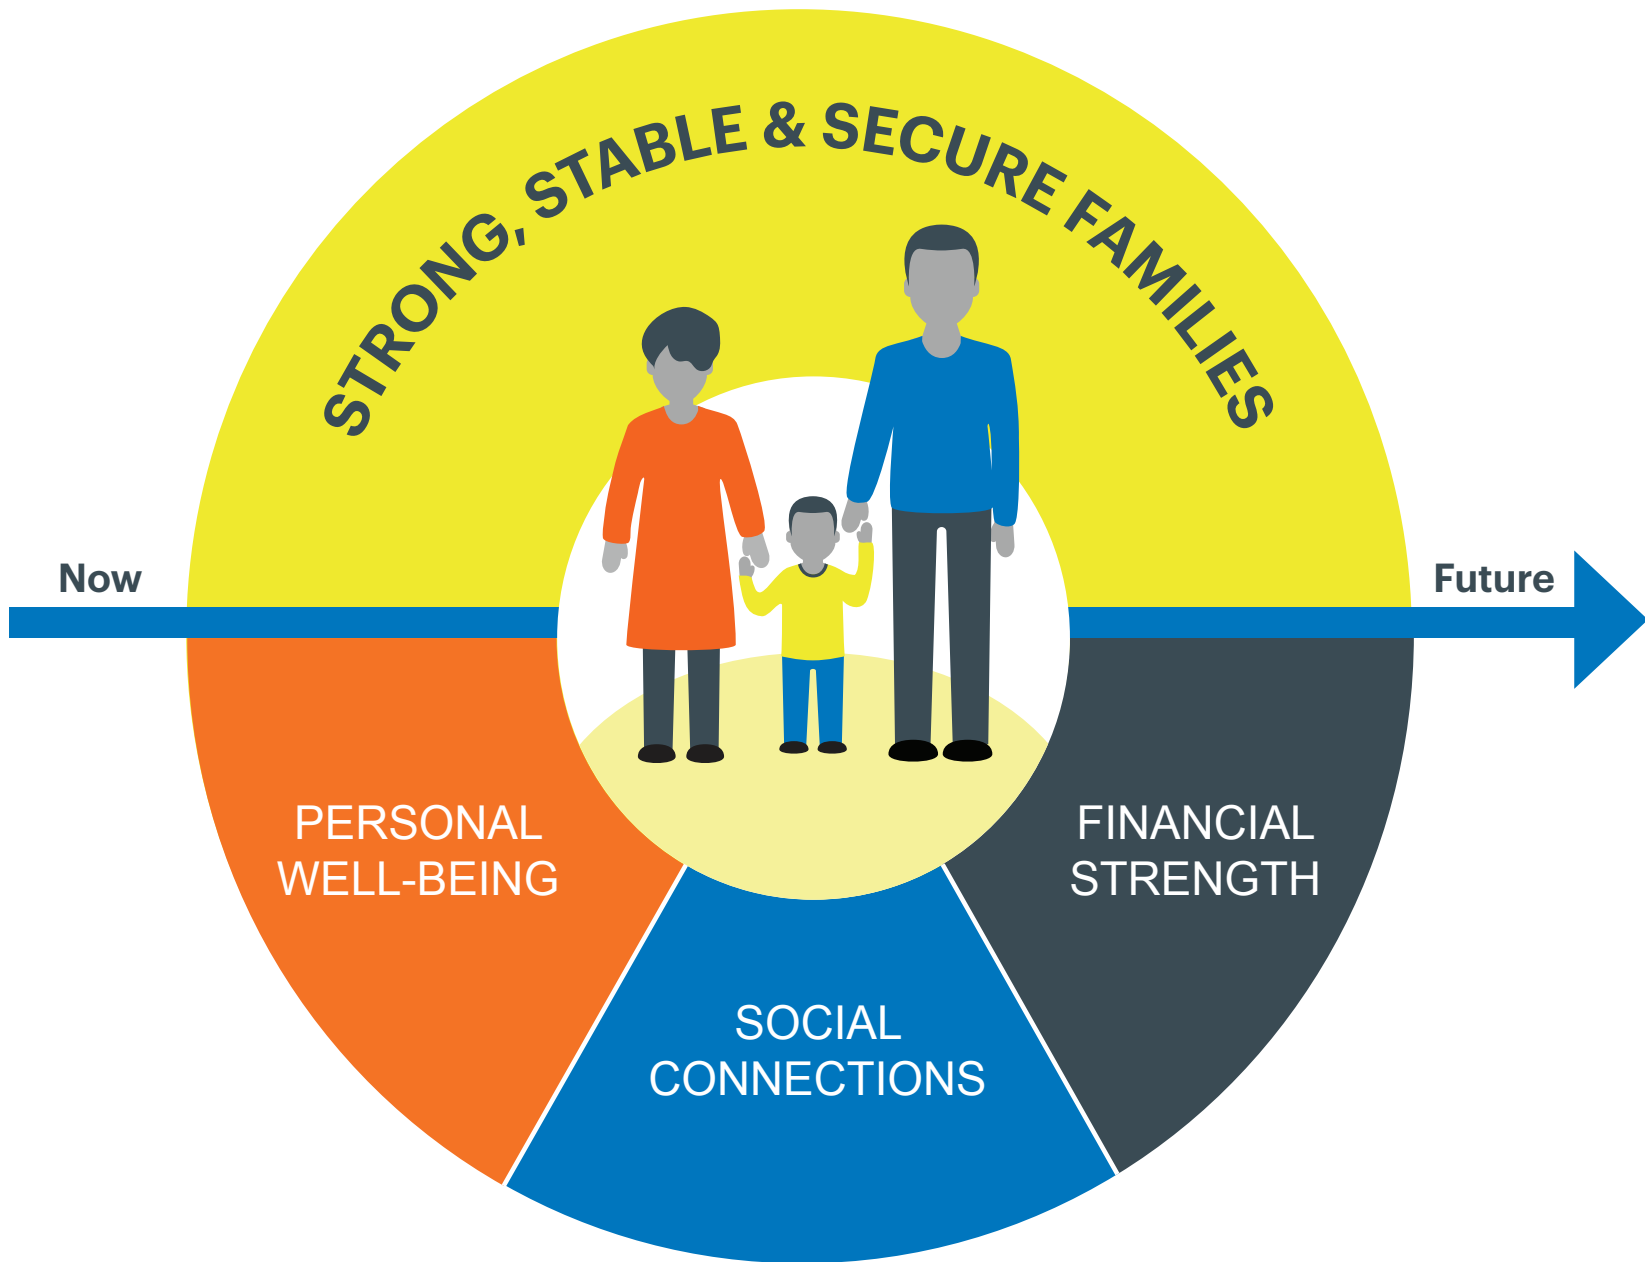 STRONG, STABLE & SECURE FAMILIES
Now
Future
PERSONAL
WELL-BEING
FINANCIAL
STRENGTH
SOCIAL
CONNECTIONS